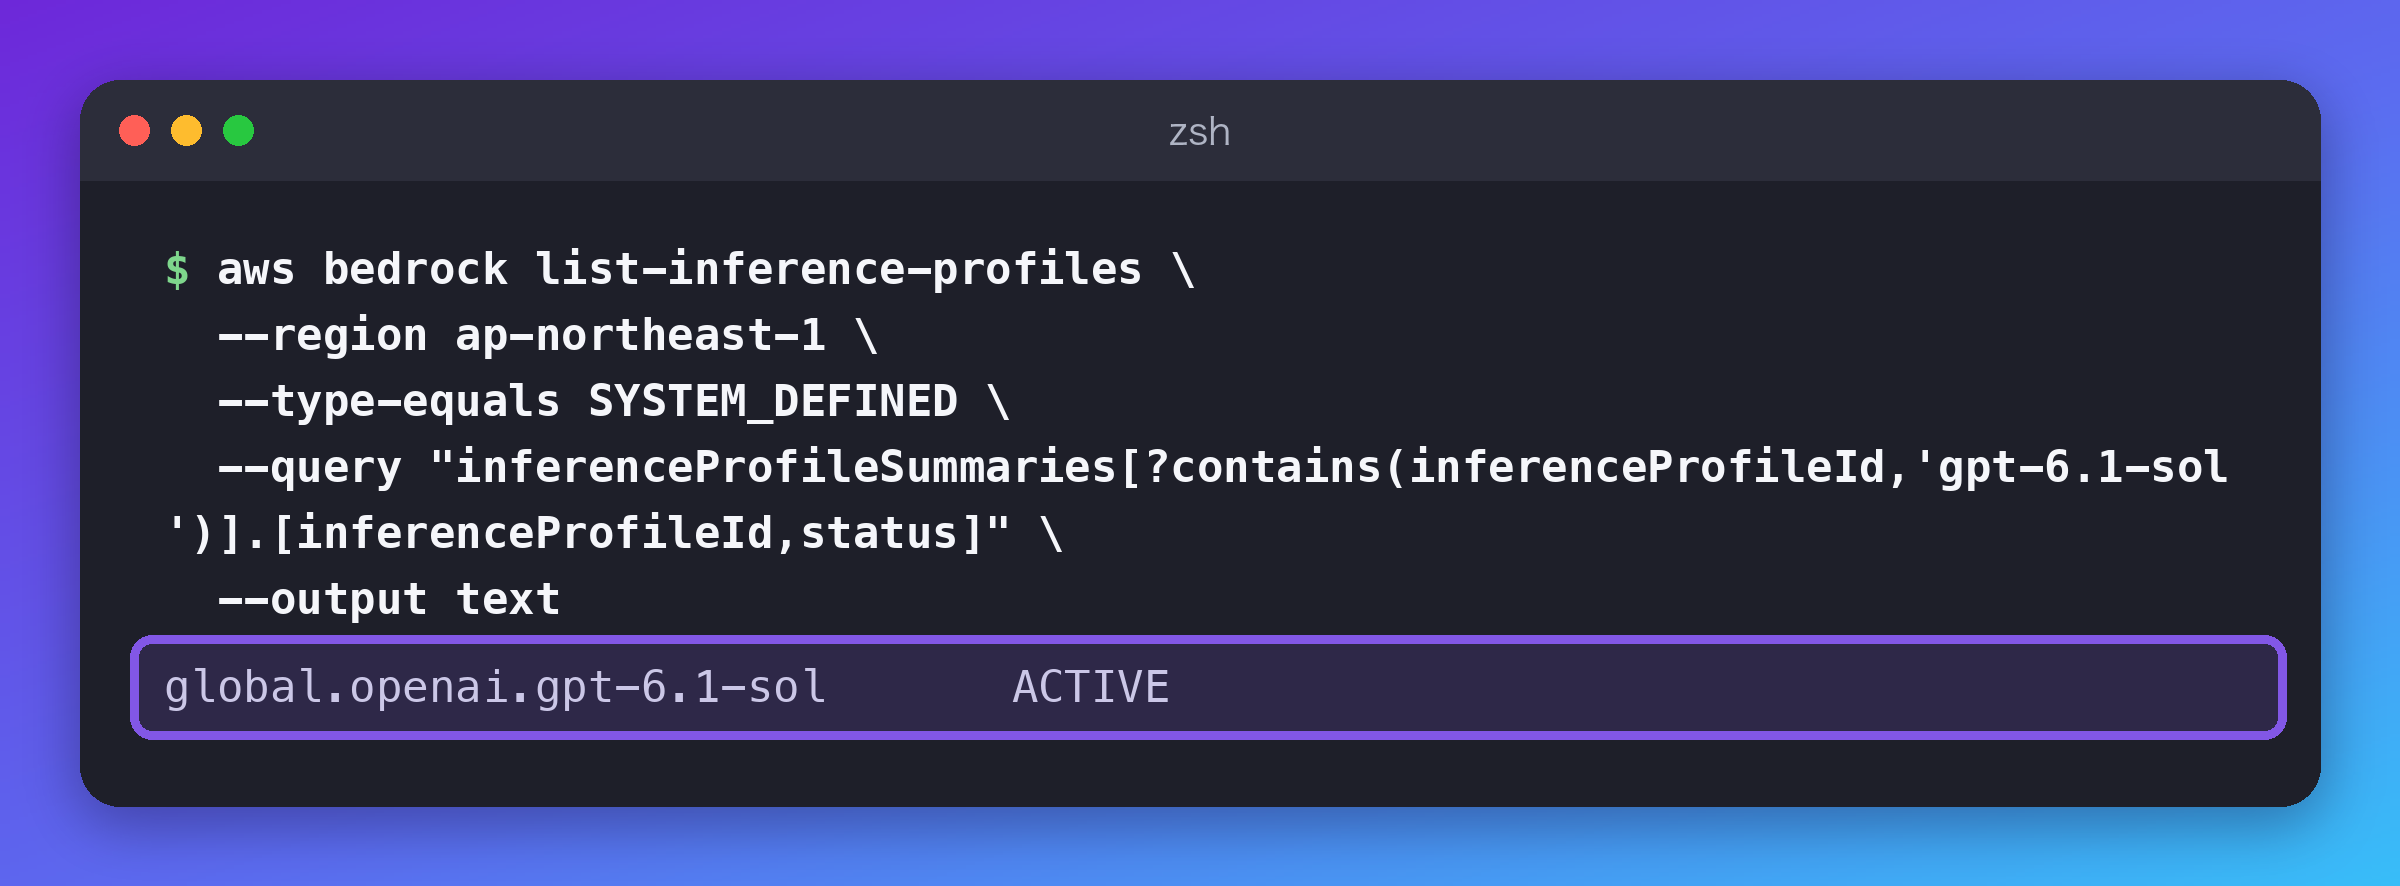 zsh
$ aws bedrock list-inference-profiles \
--region ap-northeast-1 \
--type-equals SYSTEM_DEFINED \
--query "inferenceProfileSummaries[?contains(inferenceProfileId,'gpt-6.1-sol
')].[inferenceProfileId,status]" \
--output text
global.openai.gpt-6.1-sol ACTIVE